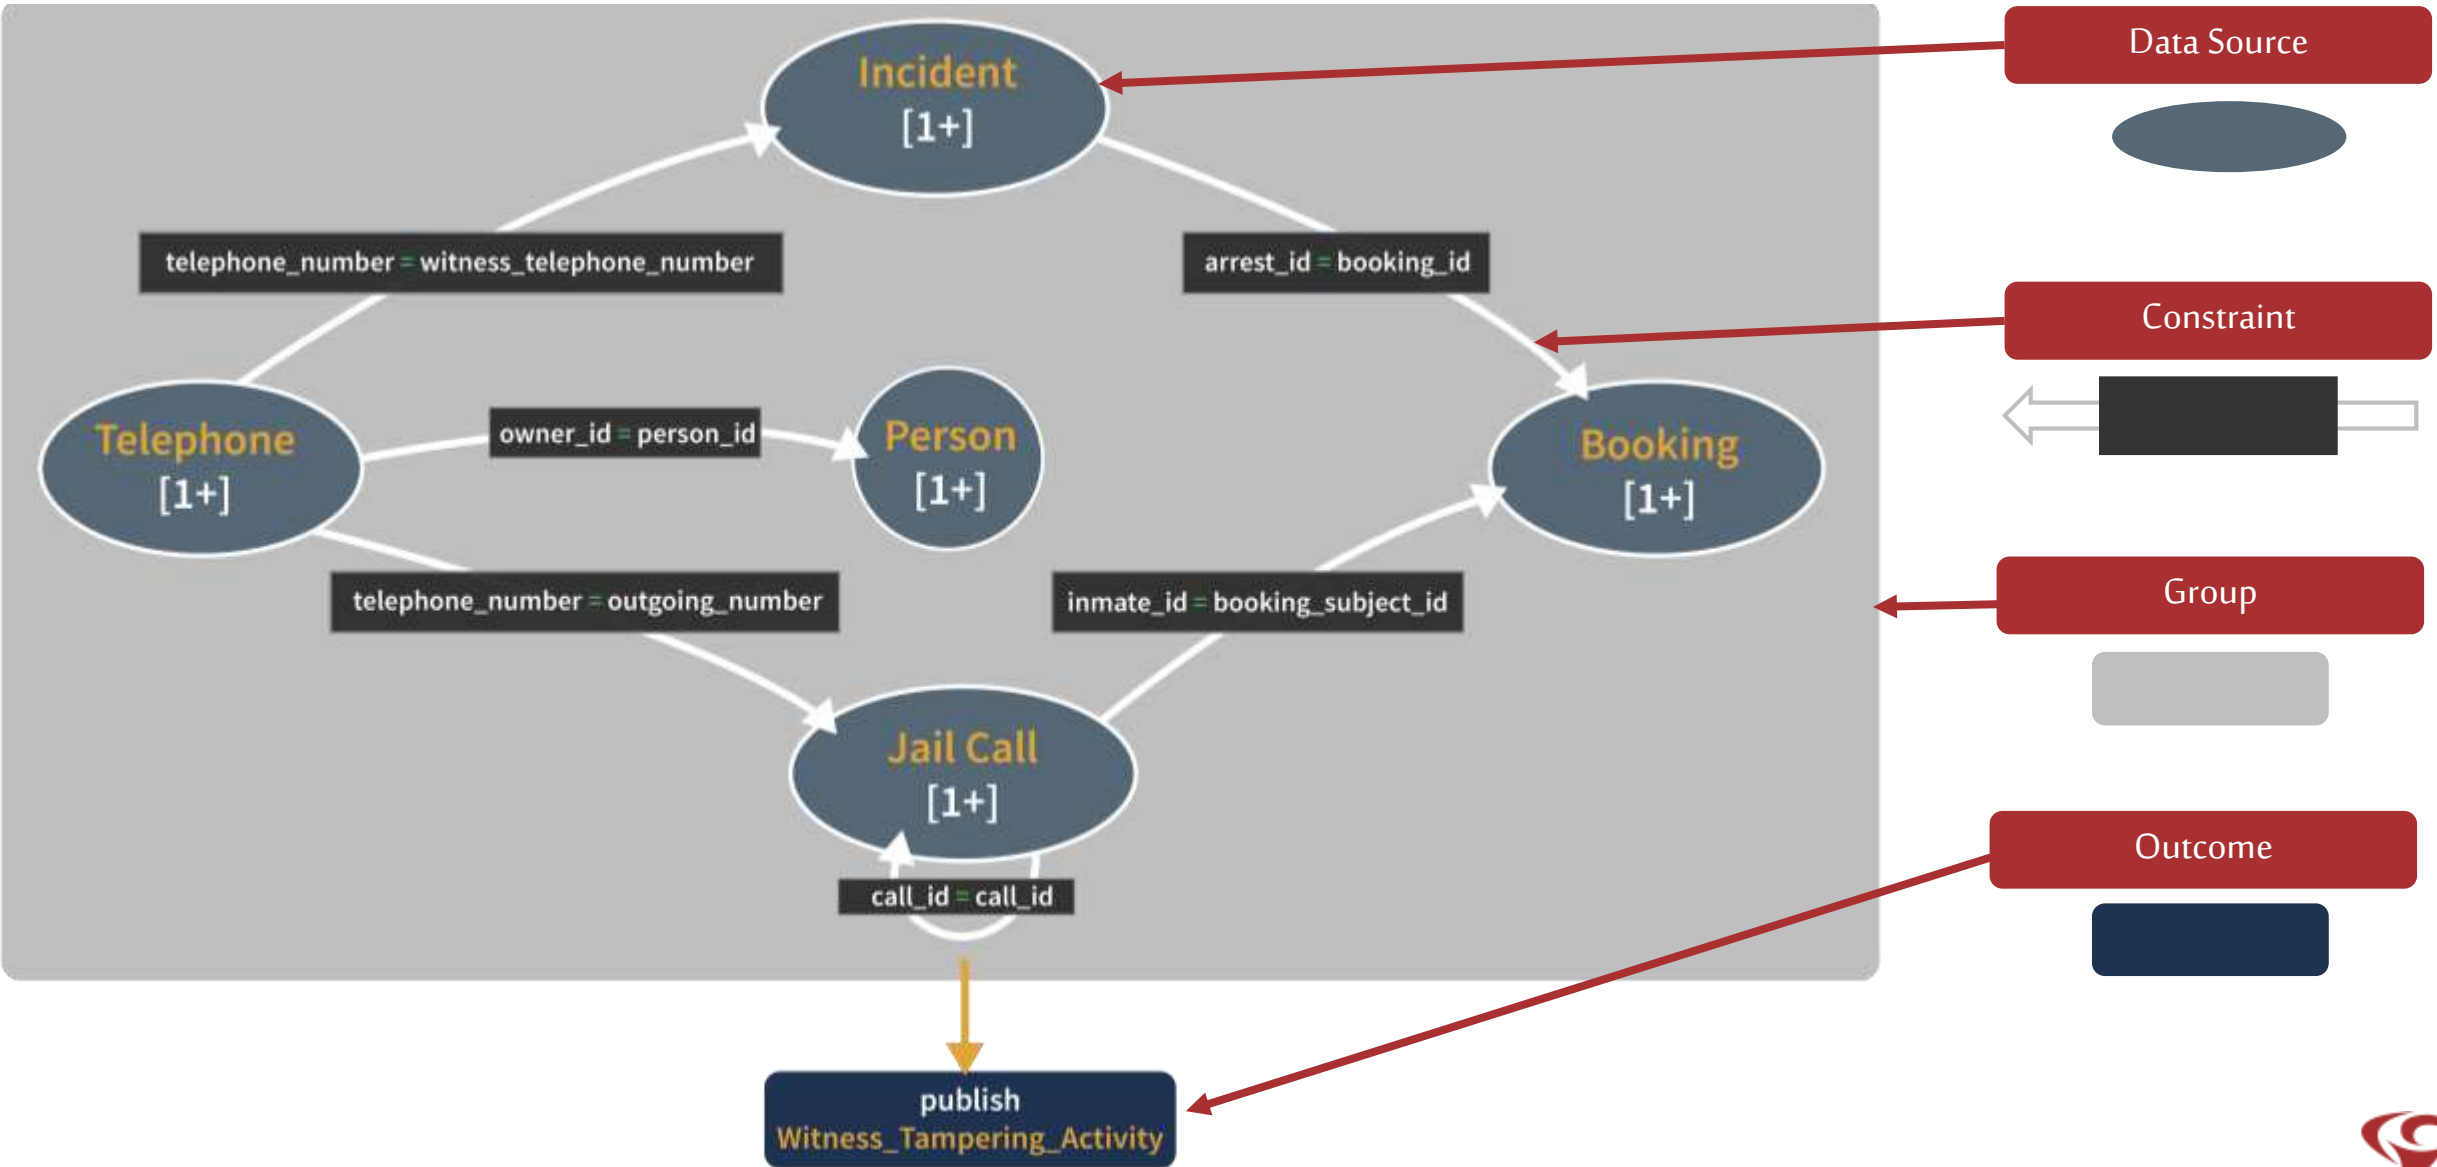 Incident
[1+]
Data Source
telephone_number = witness_telephone_number
arrest_id = booking_id
Constraint
Telephone
[1+]
owner_id = person_id
Person
[1+]
Booking
[1+]
telephone_number = outgoing_number
inmate_id = booking_subject_id
Group
Jail Call
[1+]
call_id = call_id
Outcome
publish
Witness_Tampering_Activity